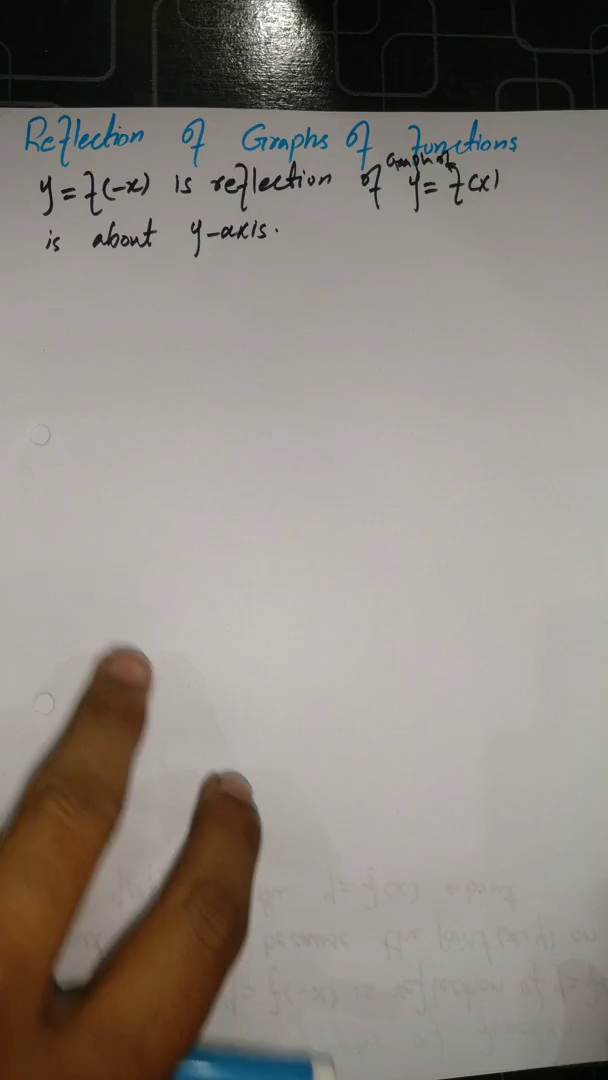 Reflection of Graphs of Functions
y = f(-x) is reflection of graph of y = f(x)
is about y-axis.